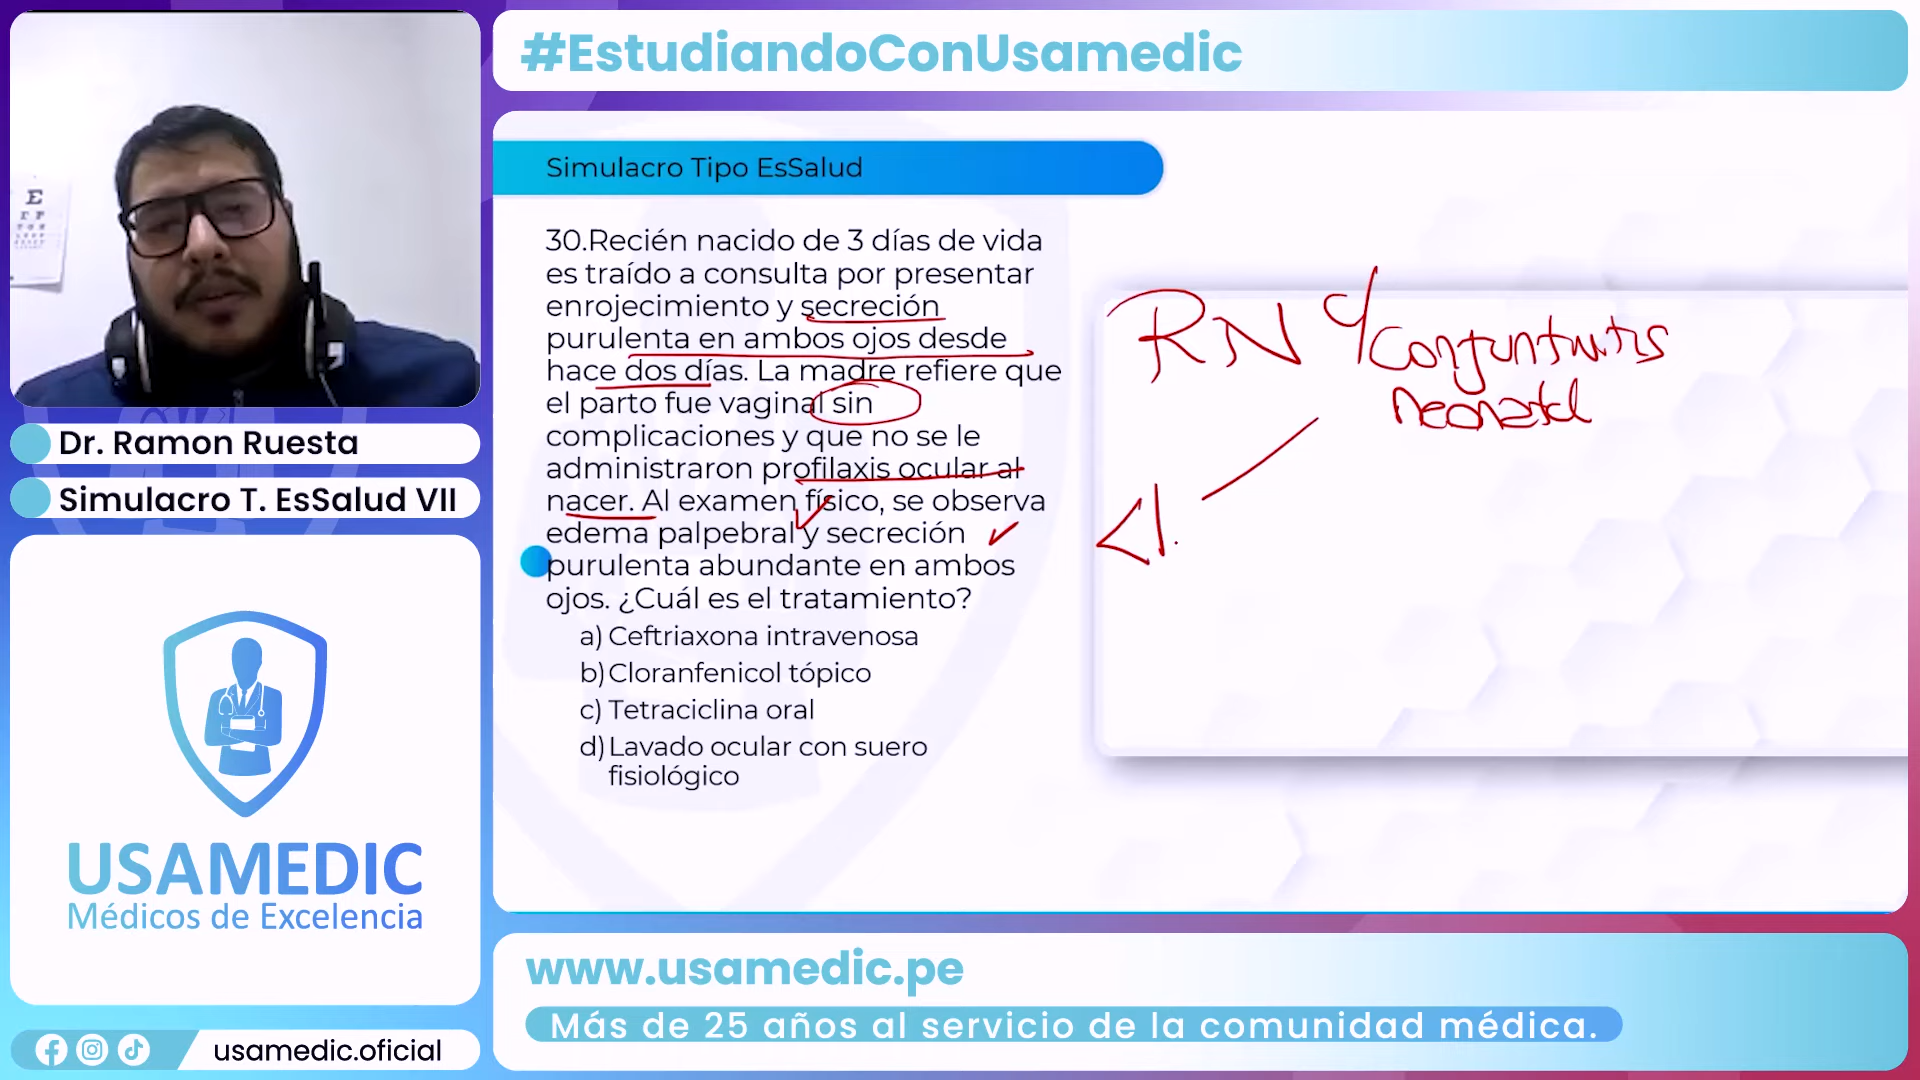 #EstudiandoConUsamedic
Simulacro Tipo EsSalud
30.Recién nacido de 3 días de vida
es traído a consulta por presentar
enrojecimiento y secreción
purulenta en ambos ojos desde
hace dos días. La madre refiere que
el parto fue vaginal sin
complicaciones y que no se le
administraron profilaxis ocular al
nacer. Al examen físico, se observa
edema palpebral y secreción
purulenta abundante en ambos
ojos. ¿Cuál es el tratamiento?
a) Ceftriaxona intravenosa
b) Cloranfenicol tópico
c) Tetraciclina oral
d) Lavado ocular con suero
fisiológico
RN c/ conjuntivitis
neonatal
<1.
E
F P
Dr. Ramon Ruesta
Simulacro T. EsSalud VII
USAMEDIC
Médicos de Excelencia
usamedic.oficial
www.usamedic.pe
Más de 25 años al servicio de la comunidad médica.